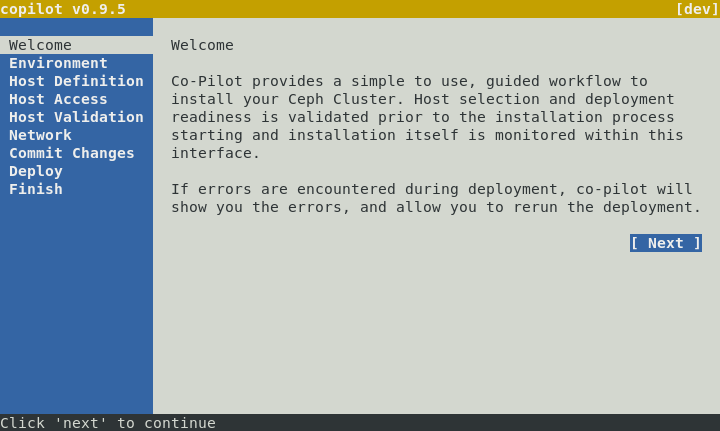 copilot v0.9.5 [dev]
Welcome
Environment
Host Definition
Host Access
Host Validation
Network
Commit Changes
Deploy
Finish
Welcome
Co-Pilot provides a simple to use, guided workflow to
install your Ceph Cluster. Host selection and deployment
readiness is validated prior to the installation process
starting and installation itself is monitored within this
interface.
If errors are encountered during deployment, co-pilot will
show you the errors, and allow you to rerun the deployment.
[ Next ]
Click 'next' to continue